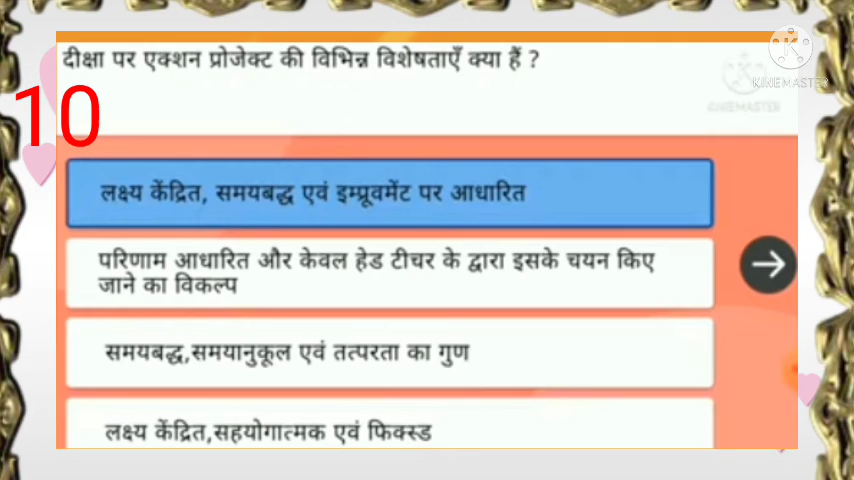 दीक्षा पर एक्शन प्रोजेक्ट की विभिन्न विशेषताएँ क्या हैं ?
KINEMASTER
KINEMASTER
10
लक्ष्य केंद्रित, समयबद्ध एवं इम्प्रूवमेंट पर आधारित
परिणाम आधारित और केवल हेड टीचर के द्वारा इसके चयन किए
जाने का विकल्प
समयबद्ध,समयानुकूल एवं तत्परता का गुण
लक्ष्य केंद्रित,सहयोगात्मक एवं फिक्स्ड